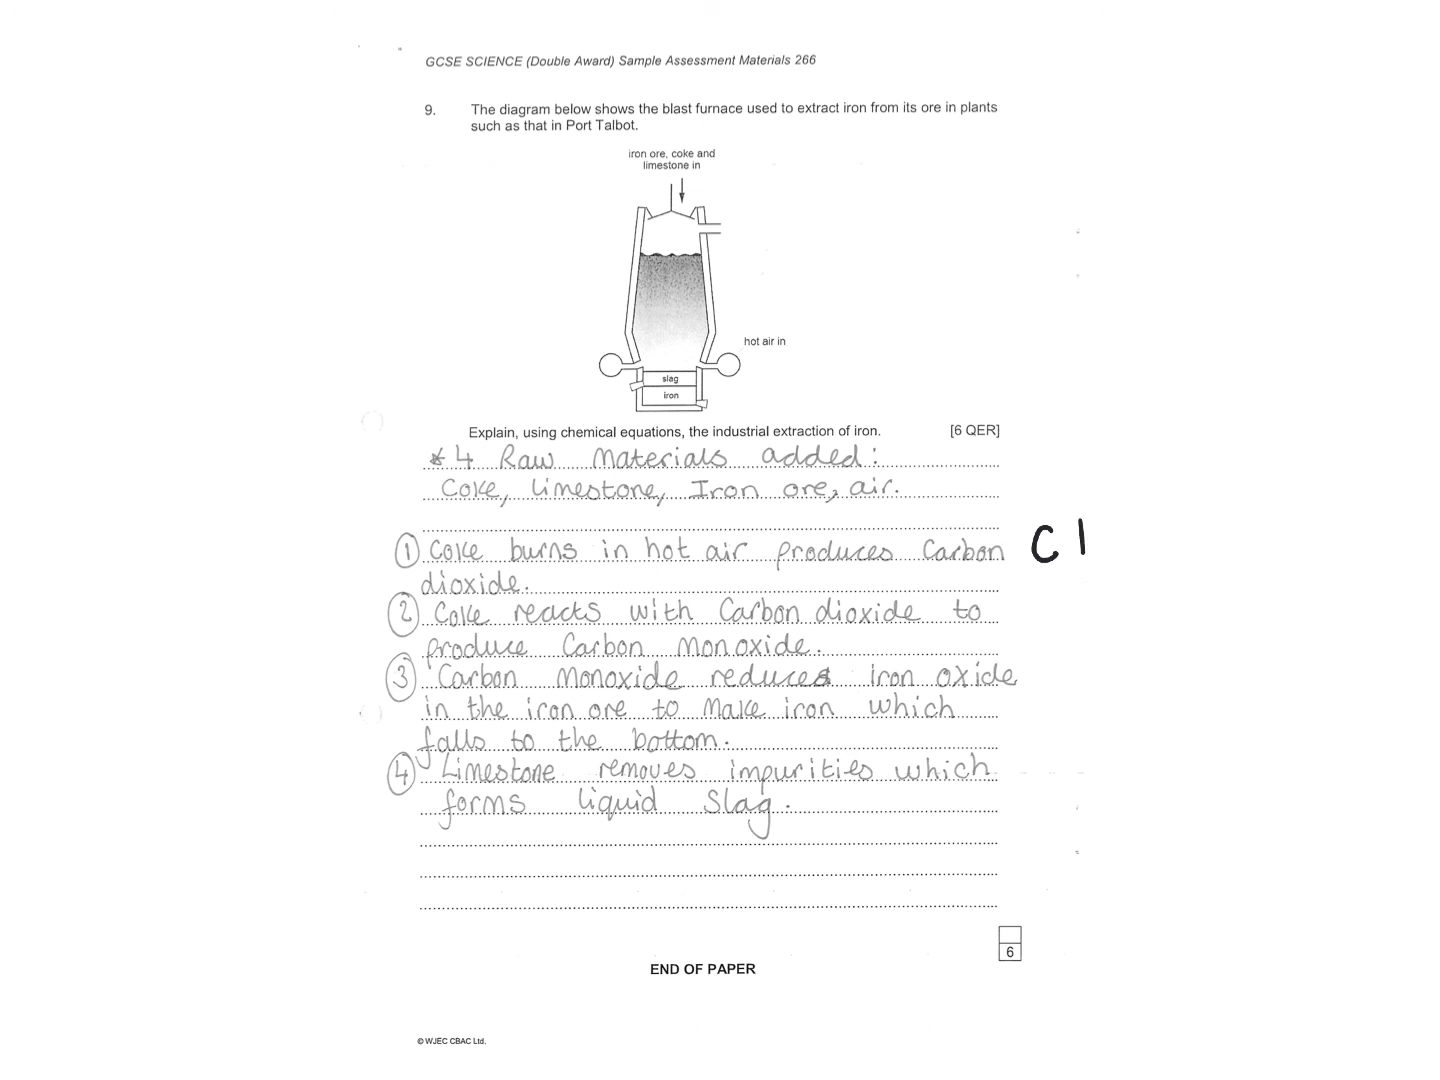 GCSE SCIENCE (Double Award) Sample Assessment Materials 266
9. The diagram below shows the blast furnace used to extract iron from its ore in plants
such as that in Port Talbot.
iron ore, coke and
limestone in
hot air in
slag
iron
Explain, using chemical equations, the industrial extraction of iron. [6 QER]
* 4 Raw Materials added:
Coke, limestone, Iron ore, air.
① Coke burns in hot air produces Carbon
dioxide.
C1
② Coke reacts with Carbon dioxide to
produce Carbon Monoxide.
③ Carbon Monoxide reduces iron oxide
in the iron ore to make iron which
falls to the bottom.
④ Limestone removes impurities which
forms liquid slag.
6
END OF PAPER
© WJEC CBAC Ltd.